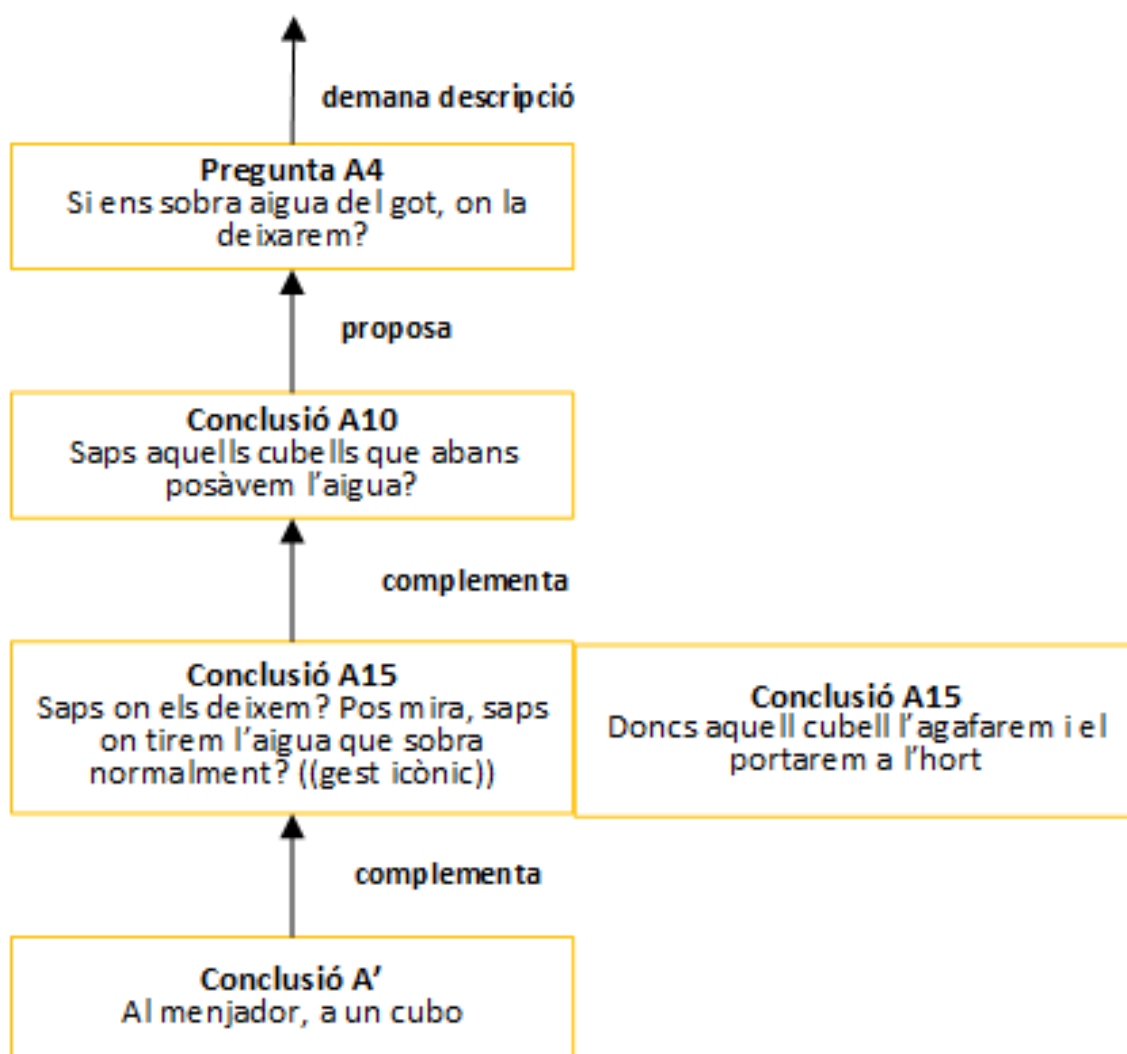 demana descripció
Pregunta A4
Si ens sobra aigua del got, on la
deixarem?
proposa
Conclusió A10
Saps aquells cubells que abans
posàvem l'aigua?
complementa
Conclusió A15
Saps on els deixem? Pos mira, saps
on tirem l'aigua que sobra
normalment? ((gest icònic))
Conclusió A15
Doncs aquell cubell l'agafarem i el
portarem a l'hort
complementa
Conclusió A’
Al menjador, a un cubo